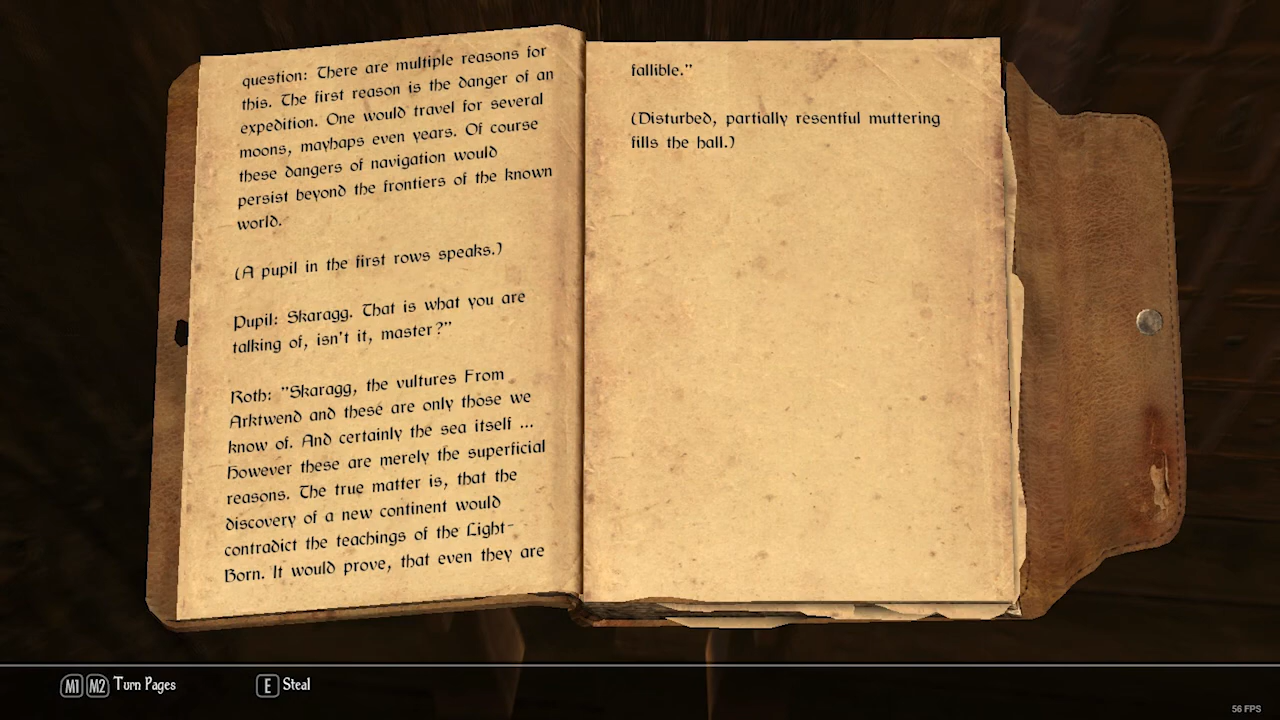 question: There are multiple reasons for
this. The first reason is the danger of an
expedition. One would travel for several
moons, mayhaps even years. Of course
these dangers of navigation would
persist beyond the frontiers of the known
world.
(A pupil in the first rows speaks.)
Pupil: Skaragg. That is what you are
talking of, isn't it, master?"
Roth: "Skaragg, the vultures From
Arktwend and these are only those we
know of. And certainly the sea itself ...
However these are merely the superficial
reasons. The true matter is, that the
discovery of a new continent would
contradict the teachings of the Light-
Born. It would prove, that even they are
fallible."
(Disturbed, partially resentful muttering
fills the hall.)
M1 M2 Turn Pages
E Steal
56 FPS